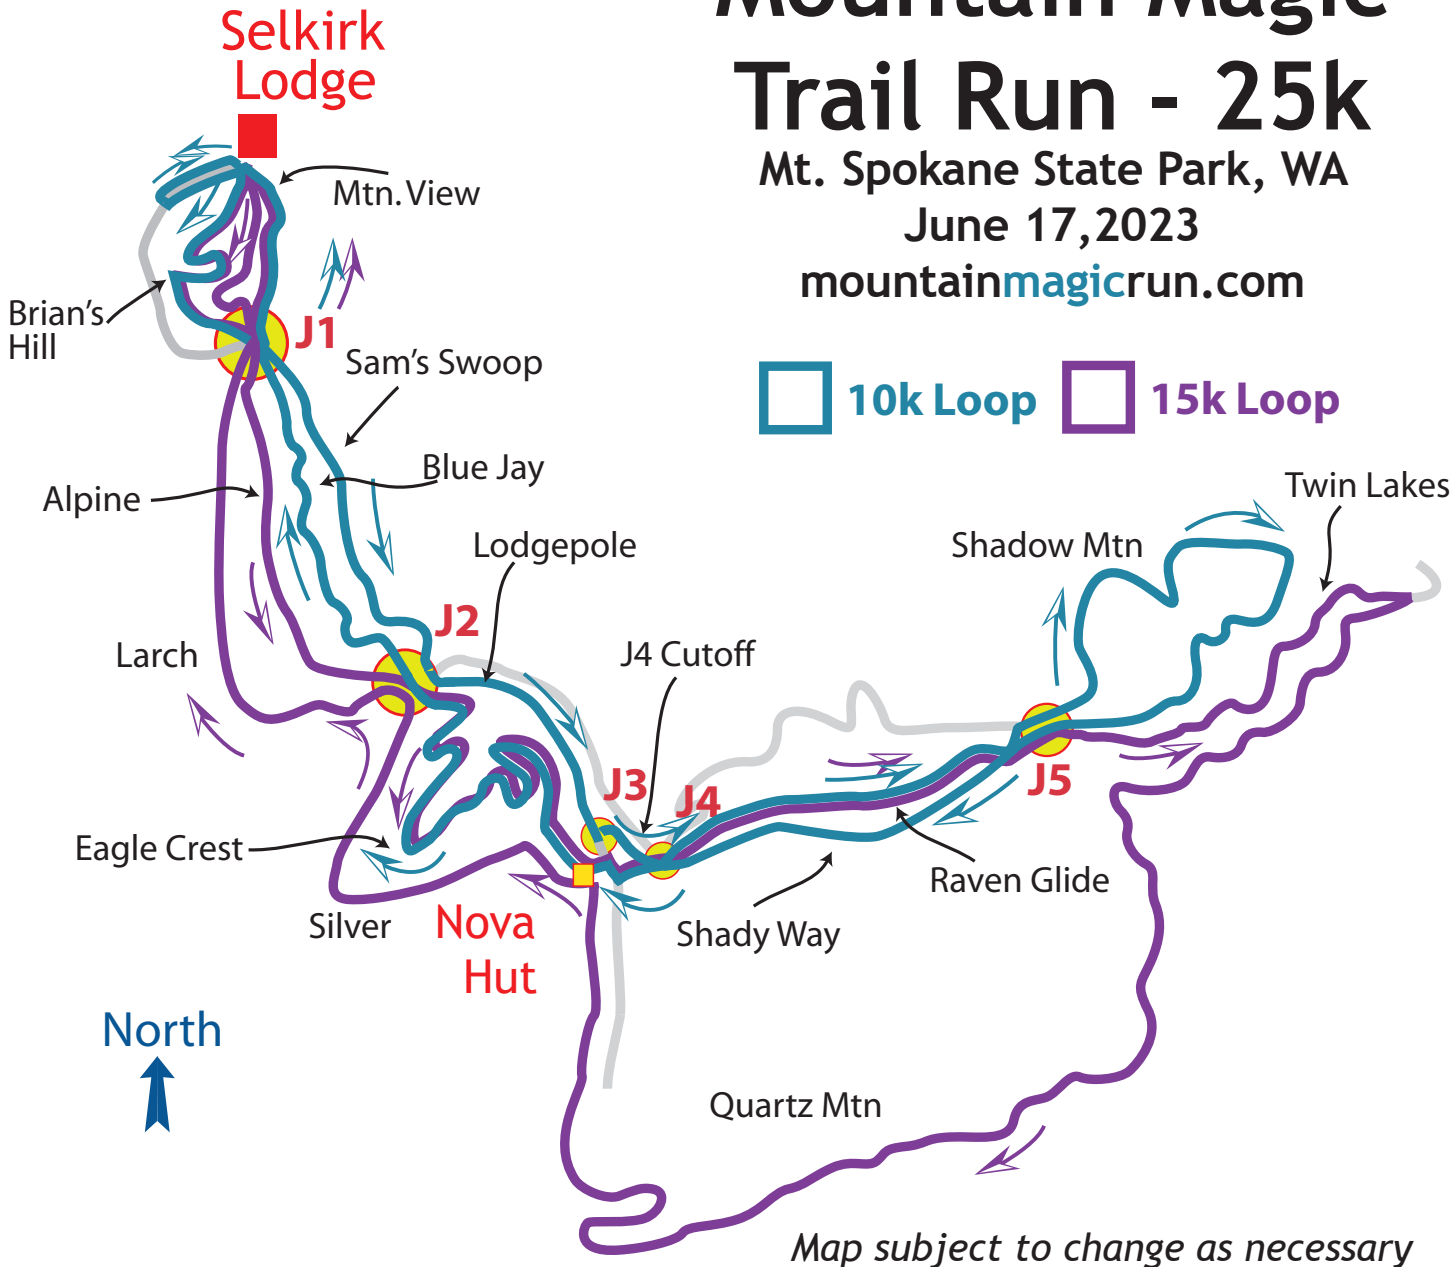 Mountain Magic
Trail Run - 25k
Mt. Spokane State Park, WA
June 17,2023
mountainmagicrun.com
10k Loop
15k Loop
Selkirk
Lodge
Mtn. View
Brian's
Hill
J1
Sam's Swoop
Blue Jay
Alpine
Lodgepole
Twin Lakes
Shadow Mtn
J2
J4 Cutoff
Larch
J3
J4
J5
Eagle Crest
Raven Glide
Silver
Nova
Hut
Shady Way
North
Quartz Mtn
Map subject to change as necessary